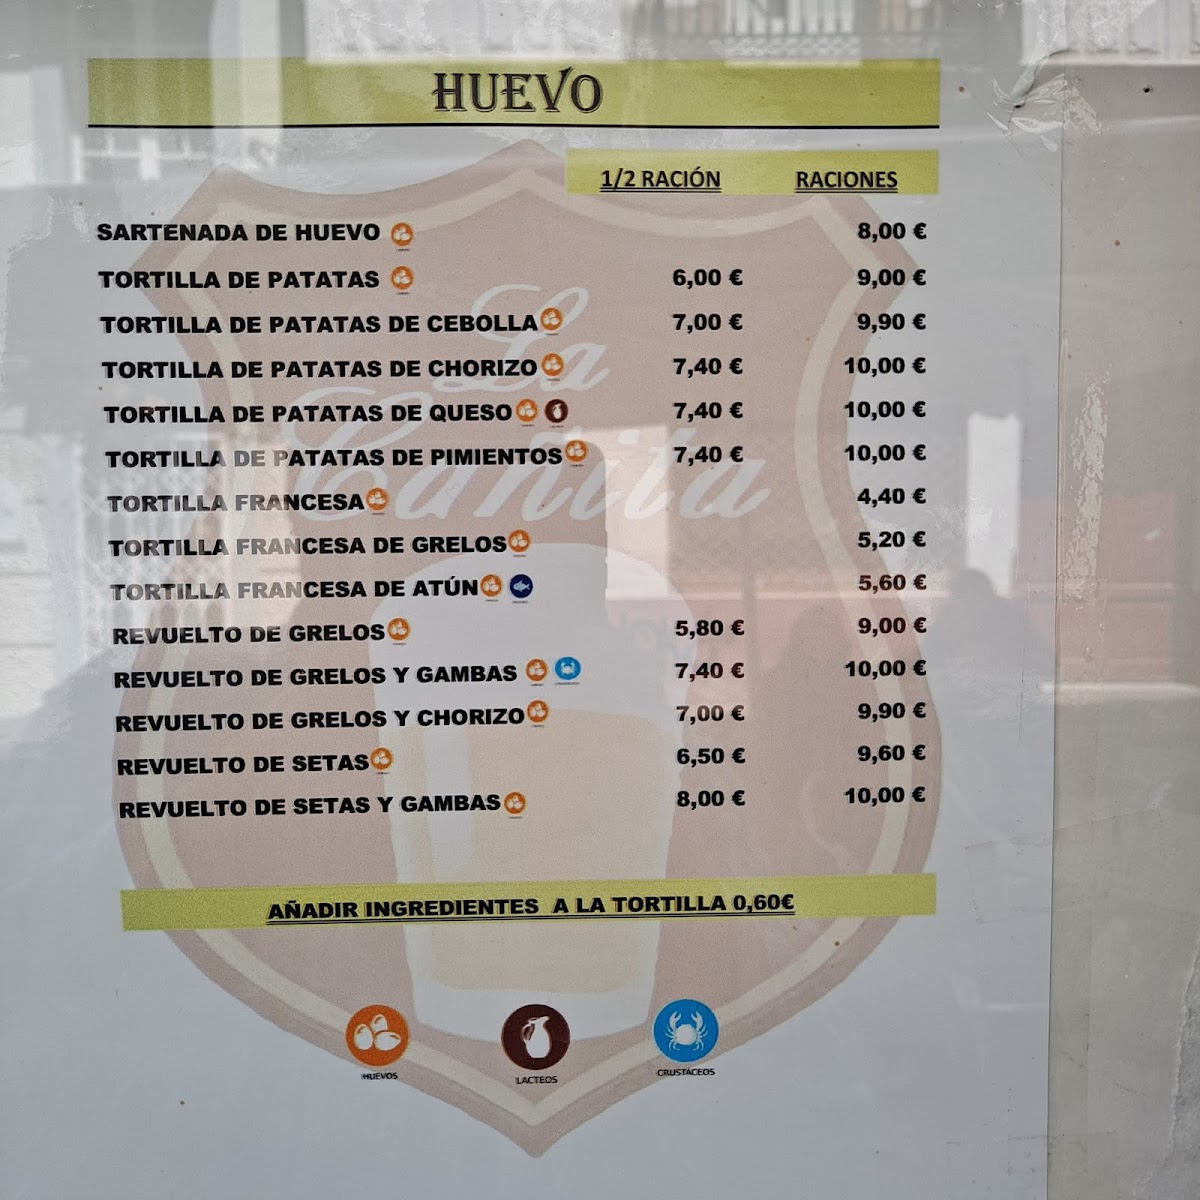 HUEVO
1/2 RACIÓN RACIONES
SARTENADA DE HUEVO 8,00 €
TORTILLA DE PATATAS 6,00 € 9,00 €
TORTILLA DE PATATAS DE CEBOLLA 7,00 € 9,90 €
TORTILLA DE PATATAS DE CHORIZO 7,40 € 10,00 €
TORTILLA DE PATATAS DE QUESO 7,40 € 10,00 €
TORTILLA DE PATATAS DE PIMIENTOS 7,40 € 10,00 €
TORTILLA FRANCESA 4,40 €
TORTILLA FRANCESA DE GRELOS 5,20 €
TORTILLA FRANCESA DE ATÚN 5,60 €
REVUELTO DE GRELOS 5,80 € 9,00 €
REVUELTO DE GRELOS Y GAMBAS 7,40 € 10,00 €
REVUELTO DE GRELOS Y CHORIZO 7,00 € 9,90 €
REVUELTO DE SETAS 6,50 € 9,60 €
REVUELTO DE SETAS Y GAMBAS 8,00 € 10,00 €
La
Cañita
AÑADIR INGREDIENTES A LA TORTILLA 0,60€
HUEVOS LACTEOS CRUSTÁCEOS